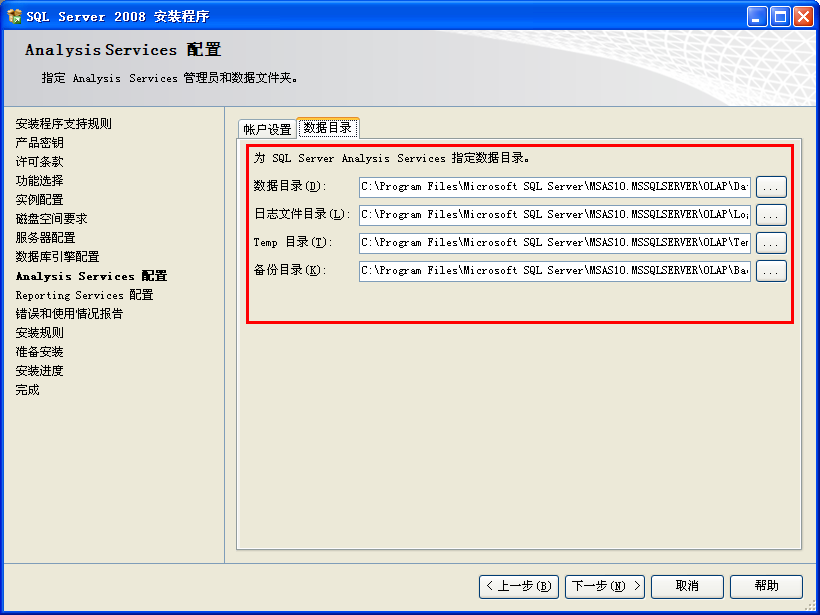 SQL Server 2008 安装程序
Analysis Services 配置
指定 Analysis Services 管理员和数据文件夹。
安装程序支持规则
产品密钥
许可条款
功能选择
实例配置
磁盘空间要求
服务器配置
数据库引擎配置
Analysis Services 配置
Reporting Services 配置
错误和使用情况报告
安装规则
准备安装
安装进度
完成
帐户设置 数据目录
为 SQL Server Analysis Services 指定数据目录。
数据目录(D): C:\Program Files\Microsoft SQL Server\MSAS10.MSSQLSERVER\OLAP\Da ...
日志文件目录(L): C:\Program Files\Microsoft SQL Server\MSAS10.MSSQLSERVER\OLAP\Log ...
Temp 目录(T): C:\Program Files\Microsoft SQL Server\MSAS10.MSSQLSERVER\OLAP\Ter ...
备份目录(K): C:\Program Files\Microsoft SQL Server\MSAS10.MSSQLSERVER\OLAP\Ba ...
< 上一步(B) 下一步(N) > 取消 帮助